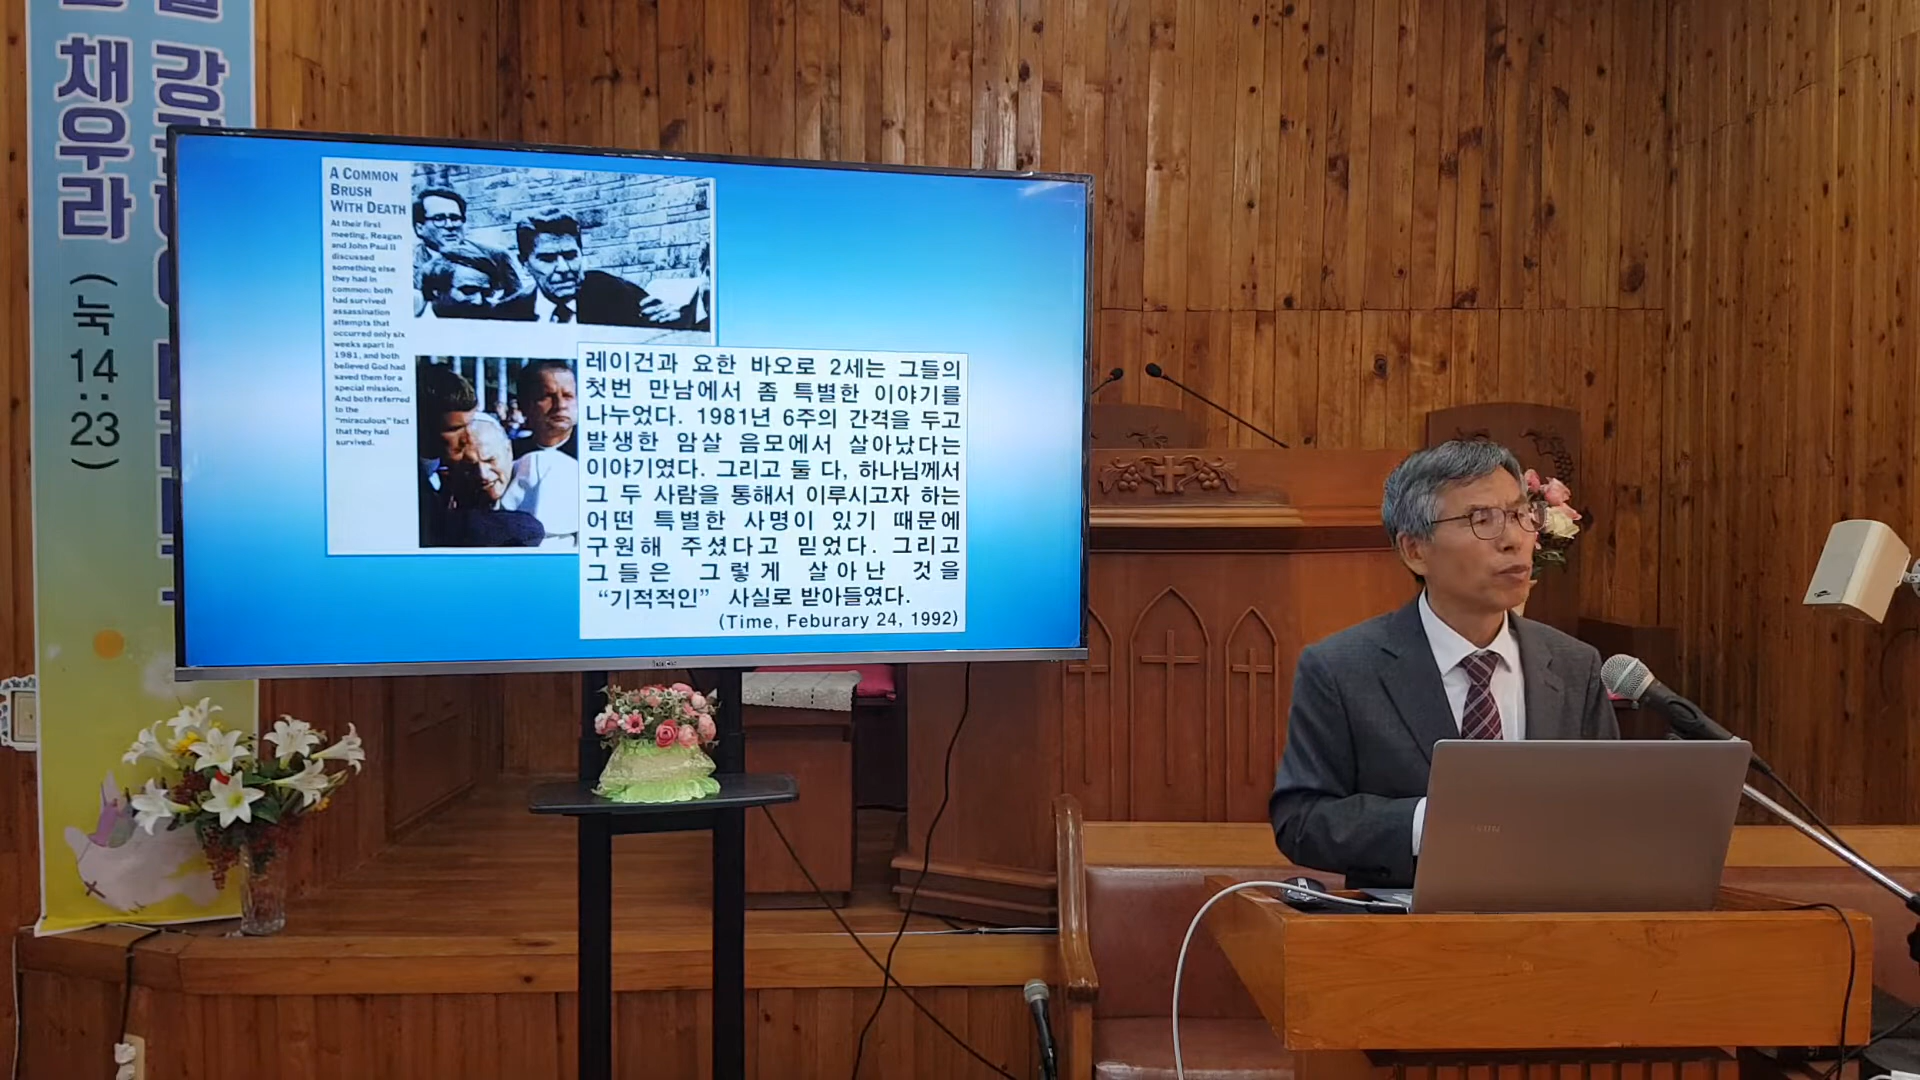 강
채우라
(눅 14:23)
A COMMON
BRUSH
WITH DEATH
At their first
meeting, Reagan
and John Paul II
discussed
something else
they had in
common: both
had survived
assassination
attempts that
occurred only six
weeks apart in
1981, and both
believed God had
saved them for a
special mission.
And both referred
to the
"miraculous" fact
that they had
survived.
레이건과 요한 바오로 2세는 그들의
첫번 만남에서 좀 특별한 이야기를
나누었다. 1981년 6주의 간격을 두고
발생한 암살 음모에서 살아났다는
이야기였다. 그리고 둘 다, 하나님께서
그 두 사람을 통해서 이루시고자 하는
어떤 특별한 사명이 있기 때문에
구원해 주셨다고 믿었다. 그리고
그들은 그렇게 살아난 것을
“기적적인” 사실로 받아들였다.
(Time, Feburary 24, 1992)